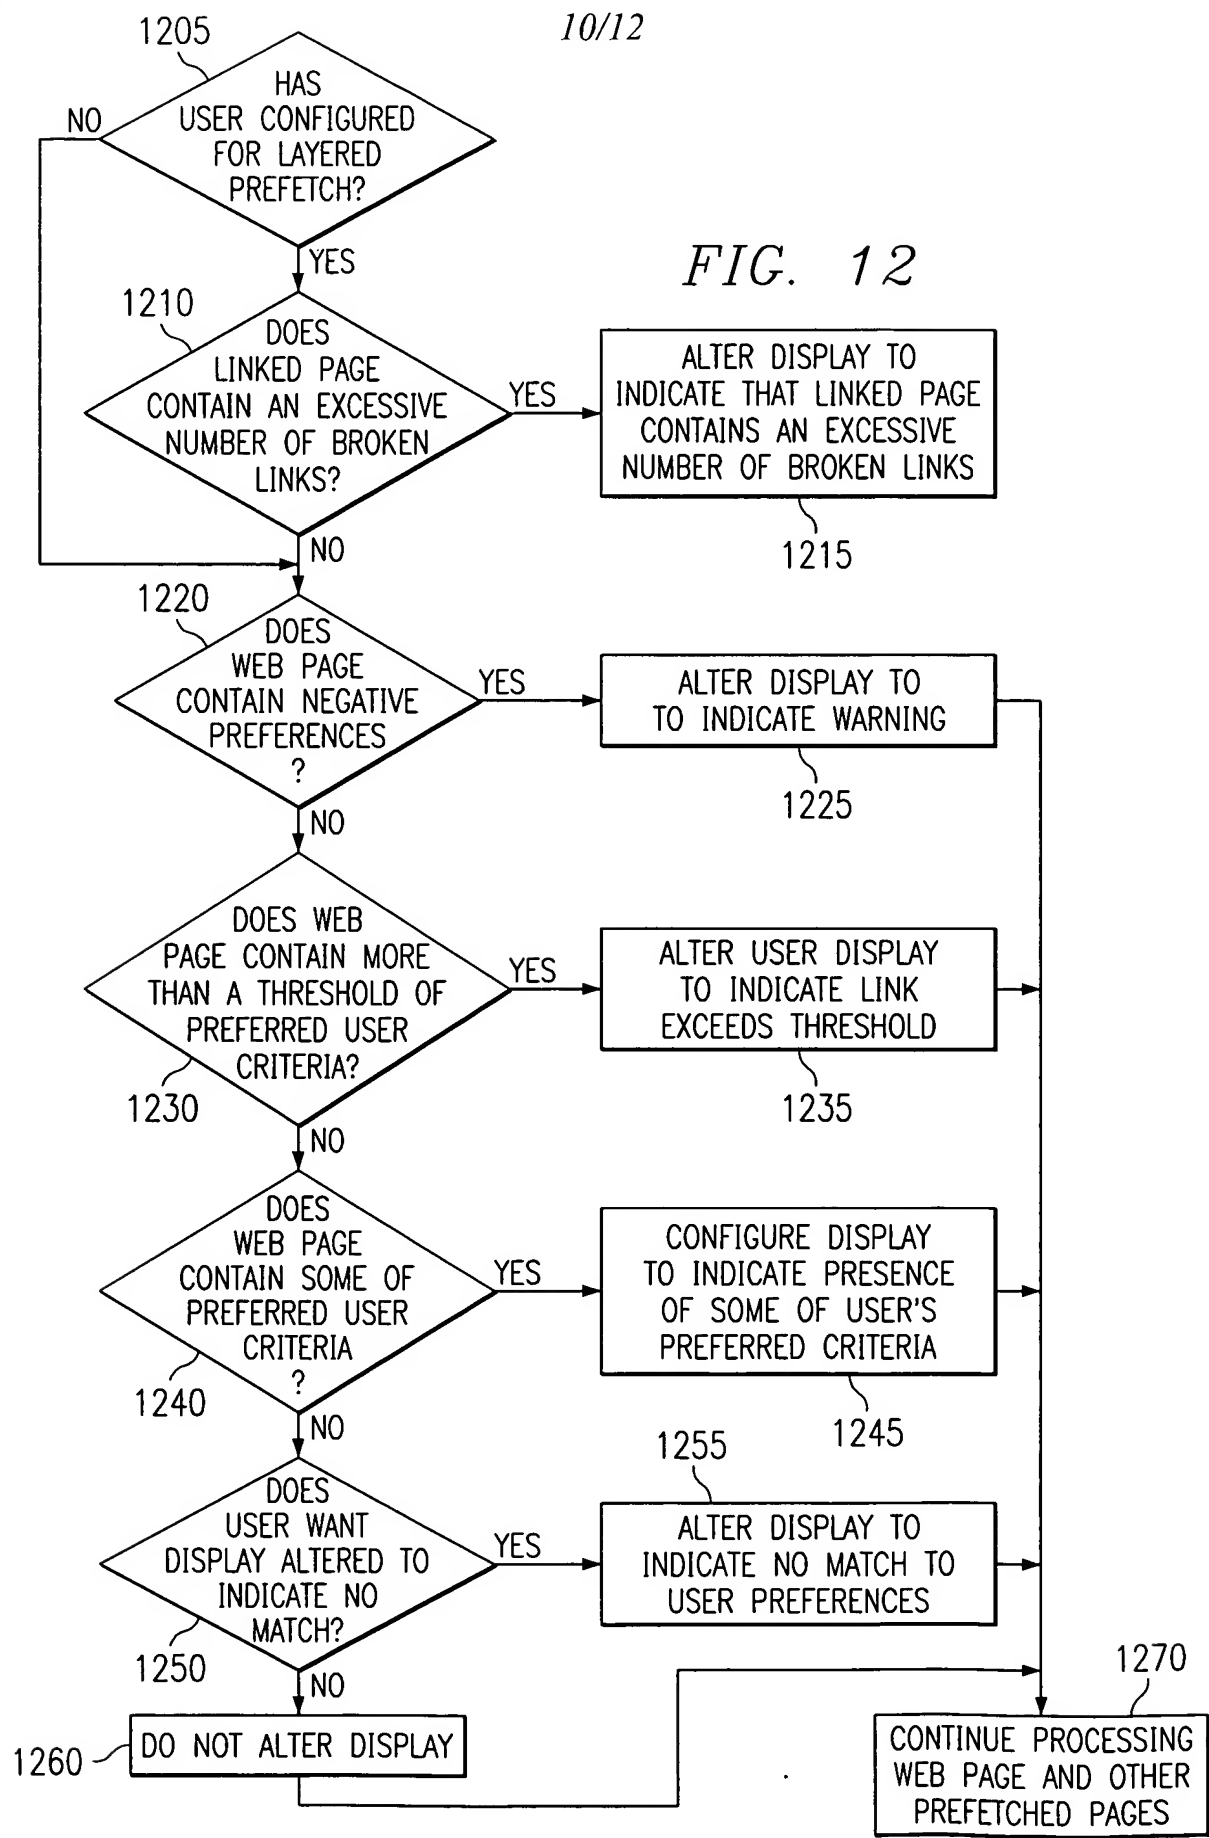 10/12
1205
HAS
USER CONFIGURED
FOR LAYERED
PREFETCH?
NO
YES
FIG. 12
1210
DOES
LINKED PAGE
CONTAIN AN EXCESSIVE
NUMBER OF BROKEN
LINKS?
YES
ALTER DISPLAY TO
INDICATE THAT LINKED PAGE
CONTAINS AN EXCESSIVE
NUMBER OF BROKEN LINKS
1215
NO
1220
DOES
WEB PAGE
CONTAIN NEGATIVE
PREFERENCES
?
YES
ALTER DISPLAY TO
TO INDICATE WARNING
1225
NO
DOES WEB
PAGE CONTAIN MORE
THAN A THRESHOLD OF
PREFERRED USER
CRITERIA?
1230
YES
ALTER USER DISPLAY
TO INDICATE LINK
EXCEEDS THRESHOLD
1235
NO
DOES
WEB PAGE
CONTAIN SOME OF
PREFERRED USER
CRITERIA
?
1240
YES
CONFIGURE DISPLAY
TO INDICATE PRESENCE
OF SOME OF USER'S
PREFERRED CRITERIA
1245
NO
DOES
USER WANT
DISPLAY ALTERED TO
INDICATE NO
MATCH?
1250
YES
1255
ALTER DISPLAY TO
INDICATE NO MATCH TO
USER PREFERENCES
NO
DO NOT ALTER DISPLAY
1260
1270
CONTINUE PROCESSING
WEB PAGE AND OTHER
PREFETCHED PAGES